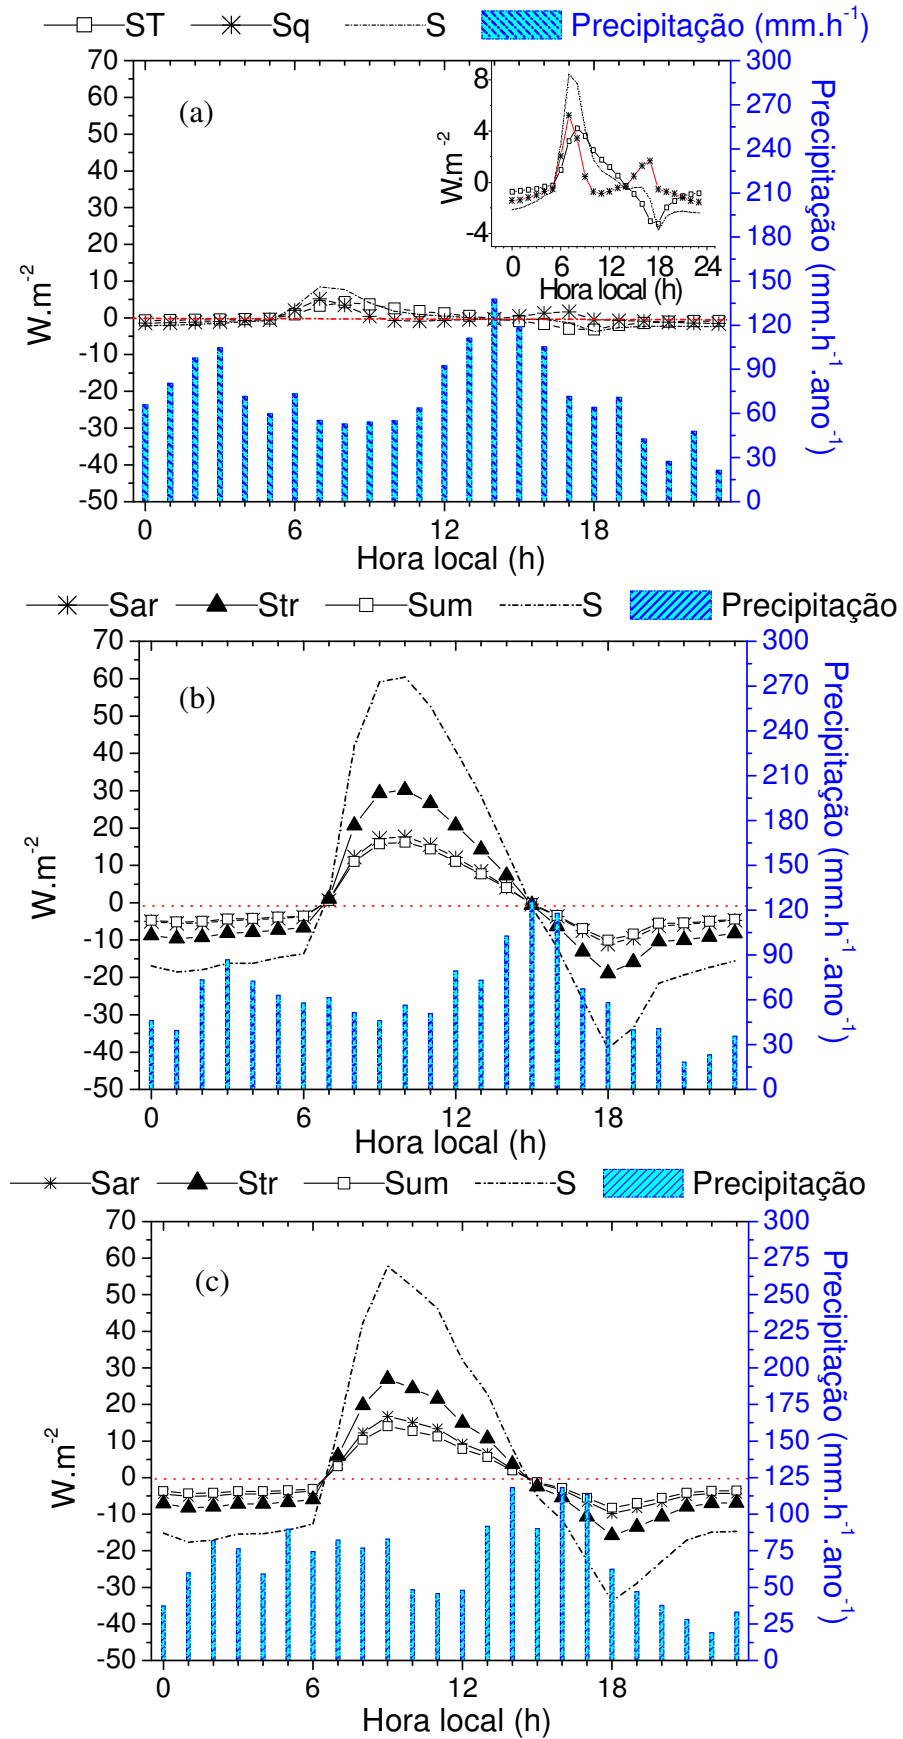 ST Sq S Precipitação (mm.h-1)
70 60 50 40 30 20 10 0 -10 -20 -30 -40 -50
W.m-2
(a)
8 4 0 -4
W.m-2
0 6 12 18 24
Hora local (h)
300 270 240 210 180 150 120 90 60 30 0
Precipitação (mm.h-1.ano-1)
0 6 12 18
Hora local (h)
Sar Str Sum S Precipitação
70 60 50 40 30 20 10 0 -10 -20 -30 -40 -50
W.m-2
(b)
300 270 240 210 180 150 120 90 60 30 0
Precipitação (mm.h-1.ano-1)
0 6 12 18
Hora local (h)
Sar Str Sum S Precipitação
70 60 50 40 30 20 10 0 -10 -20 -30 -40 -50
W.m-2
(c)
300 275 250 225 200 175 150 125 100 75 50 25 0
Precipitação (mm.h-1.ano-1)
0 6 12 18
Hora local (h)